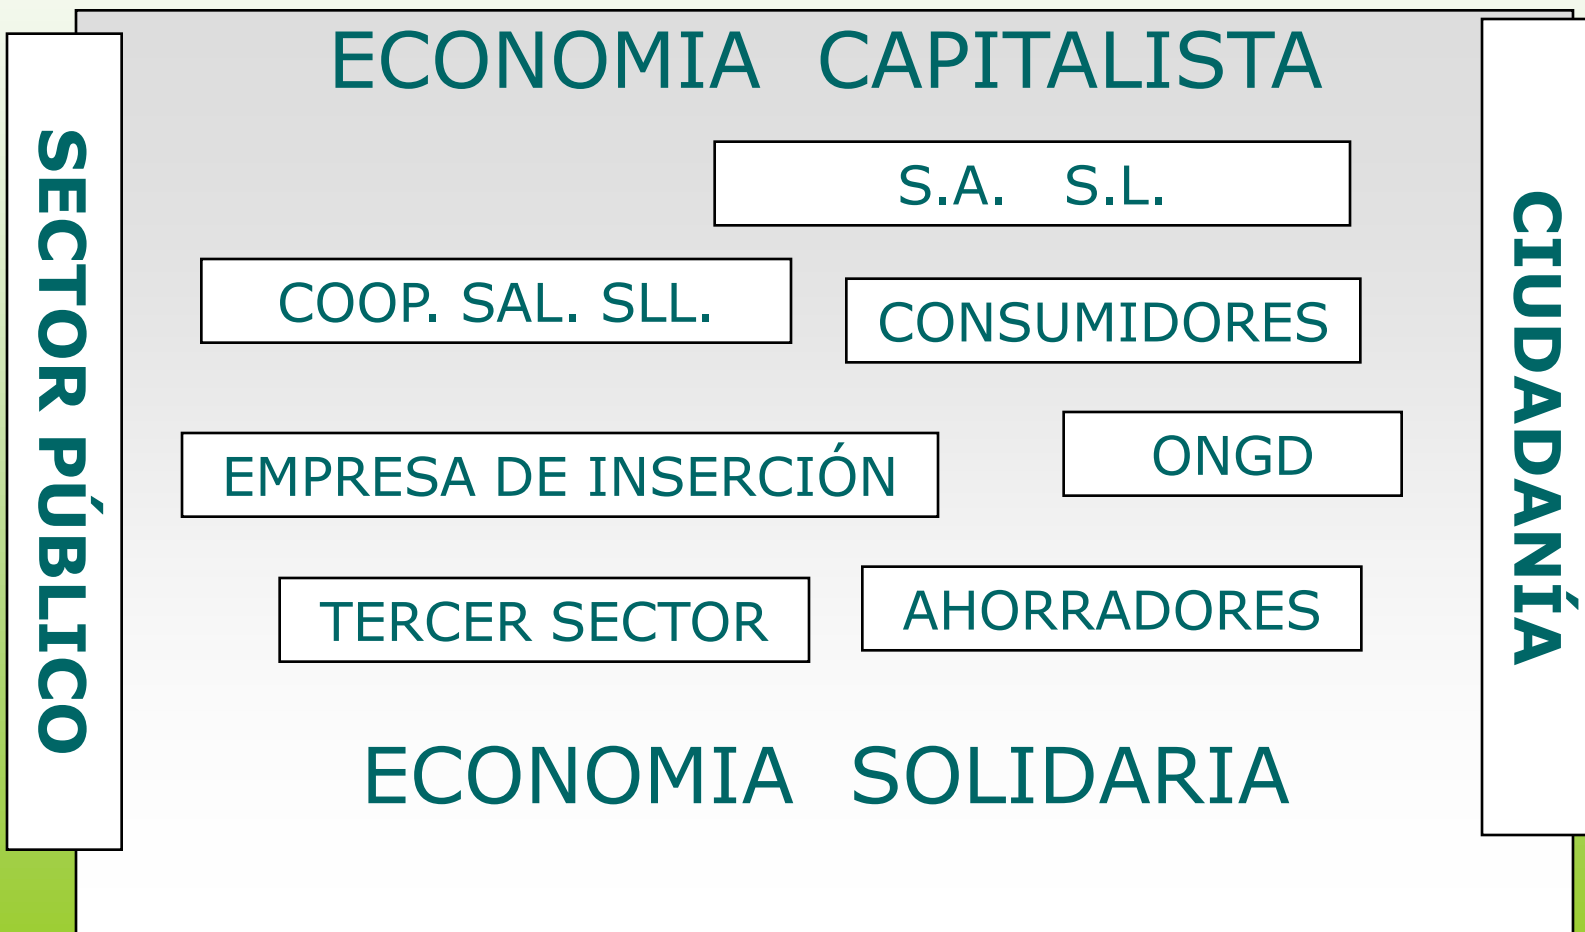 ECONOMIA CAPITALISTA
SECTOR PÚBLICO
CIUDADANÍA
S.A. S.L.
COOP. SAL. SLL.
CONSUMIDORES
EMPRESA DE INSERCIÓN
ONGD
TERCER SECTOR
AHORRADORES
ECONOMIA SOLIDARIA